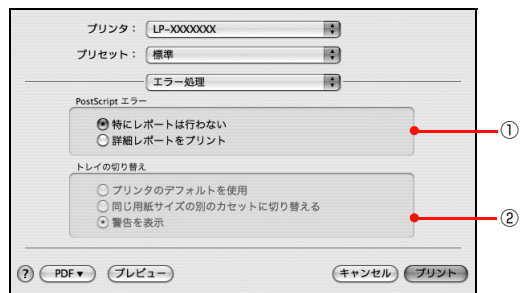 プリンタ： LP-XXXXXXX
プリセット： 標準
エラー処理
PostScript エラー
特にレポートは行わない
詳細レポートをプリント
①
トレイの切り替え
プリンタのデフォルトを使用
同じ用紙サイズの別のカセットに切り替える
警告を表示
②
? PDF▼ プレビュー キャンセル プリント